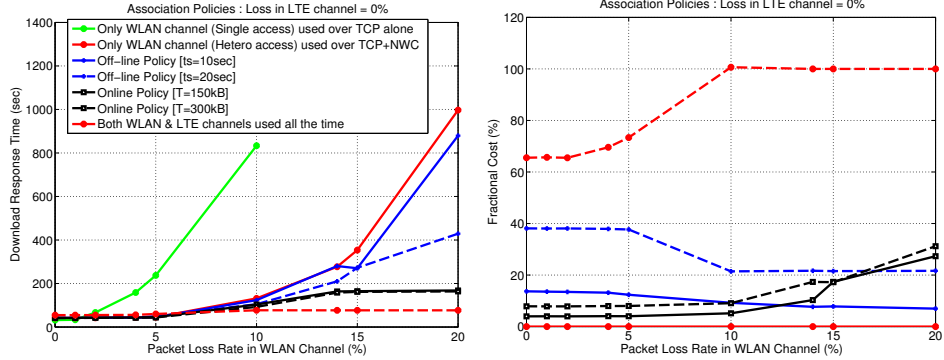 Association Policies : Loss in LTE channel = 0%
1400
1200
1000
800
600
400
200
0
Download Response Time (sec)
Only WLAN channel (Single access) used over TCP alone
Only WLAN channel (Hetero access) used over TCP+NWC
Off−line Policy [ts=10sec]
Off−line Policy [ts=20sec]
Online Policy [T=150kB]
Online Policy [T=300kB]
Both WLAN & LTE channels used all the time
0
5
10
15
20
Packet Loss Rate in WLAN Channel (%)
Association Policies : Loss in LTE channel = 0%
120
100
80
60
40
20
0
Fractional Cost (%)
0
5
10
15
20
Packet Loss Rate in WLAN Channel (%)